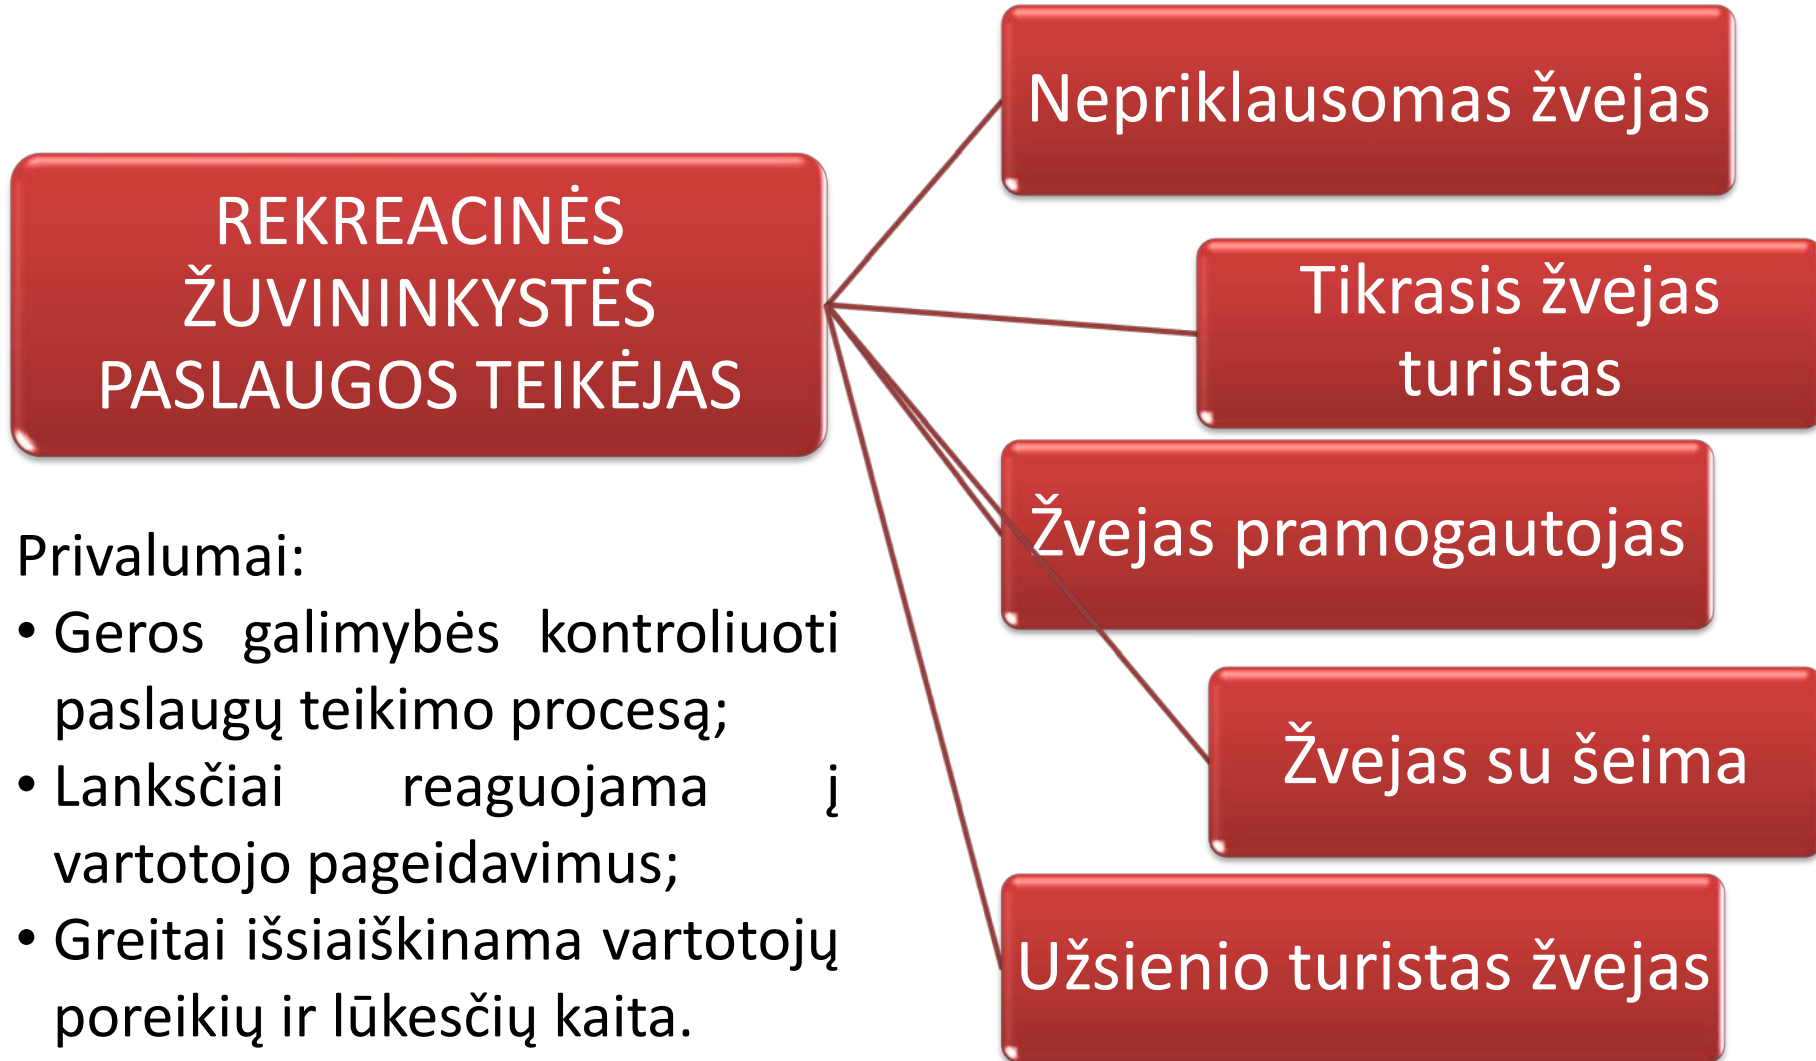 REKREACINĖS
ŽUVININKYSTĖS
PASLAUGOS TEIKĖJAS
Privalumai:
• Geros galimybės kontroliuoti
paslaugų teikimo procesą;
• Lanksčiai reaguojama į
vartotojo pageidavimus;
• Greitai išsiaiškinama vartotojų
poreikių ir lūkesčių kaita.
Nepriklausomas žvejas
Tikrasis žvejas
turistas
Žvejas pramogautojas
Žvejas su šeima
Užsienio turistas žvejas